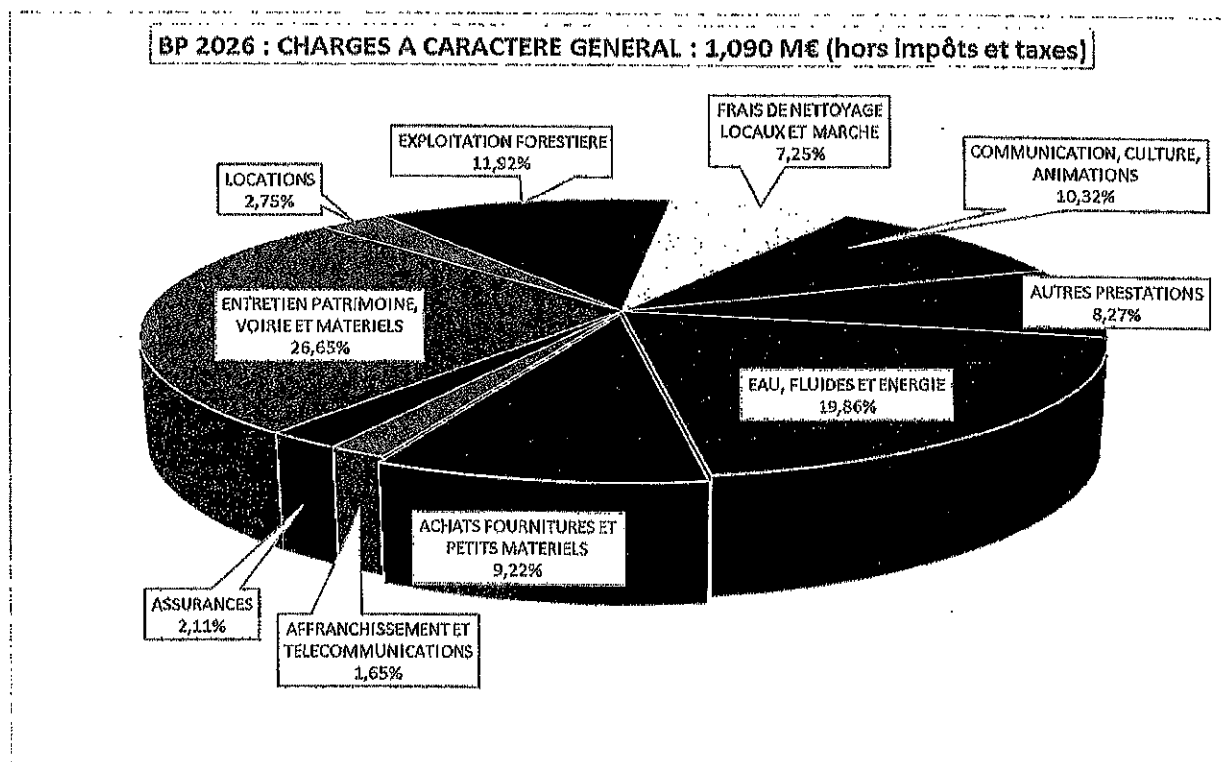 BP 2026 : CHARGES A CARACTERE GENERAL : 1,090 M€ (hors impôts et taxes)
FRAIS DE NETTOYAGE
LOCAUX ET MARCHE
7,25%
EXPLOITATION FORESTIERE
11,92%
COMMUNICATION, CULTURE,
ANIMATIONS
10,32%
LOCATIONS
2,75%
AUTRES PRESTATIONS
8,27%
ENTRETIEN PATRIMOINE,
VOIRIE ET MATERIELS
26,65%
EAU, FLUIDES ET ENERGIE
19,86%
ACHATS FOURNITURES ET
PETITS MATERIELS
9,22%
ASSURANCES
2,11%
AFFRANCHISSEMENT ET
TELECOMMUNICATIONS
1,65%